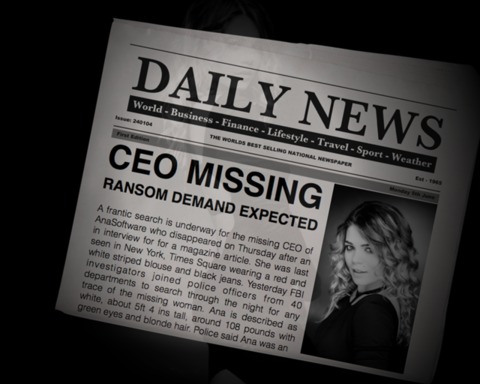 DAILY NEWS
World - Business - Finance - Lifestyle - Travel - Sport - Weather
Issue: 240104
THE WORLDS BEST SELLING NATIONAL NEWSPAPER
Est - 1965
First Edition
Monday 5th June
CEO MISSING
RANSOM DEMAND EXPECTED
A frantic search is underway for the missing CEO of
AnaSoftware who disappeared on Thursday after an
in interview for for a magazine article. She was last
seen in New York, Times Square wearing a red and
white striped blouse and black jeans. Yesterday FBI
investigators joined police officers from 40
departments to search through the night for any
trace of the missing woman. Ana is described as
white, about 5ft 4 ins tall, around 108 pounds with
green eyes and blonde hair. Police said Ana was an